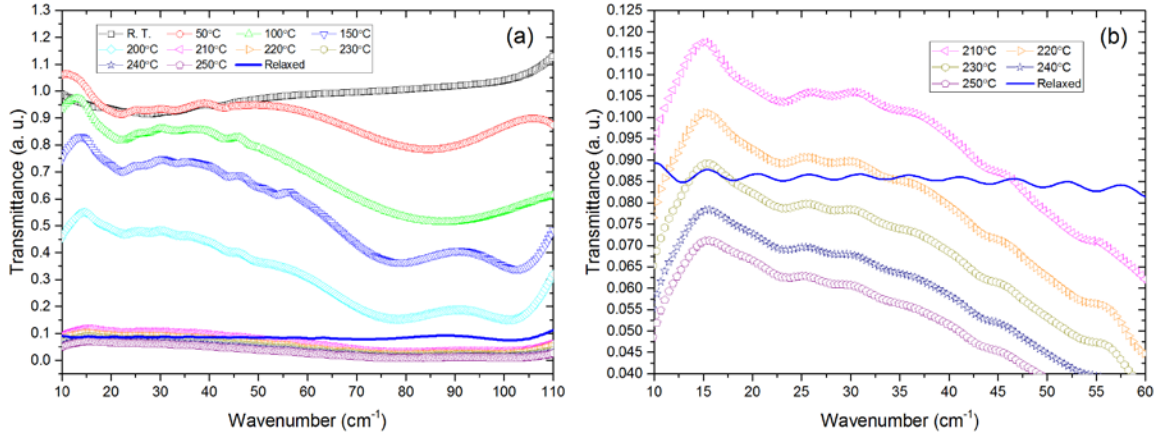 (a)
R. T. 50°C 100°C 150°C
200°C 210°C 220°C 230°C
240°C 250°C Relaxed
Transmittance (a. u.)
1.3
1.2
1.1
1.0
0.9
0.8
0.7
0.6
0.5
0.4
0.3
0.2
0.1
0.0
10 20 30 40 50 60 70 80 90 100 110
Wavenumber (cm-1)
(b)
210°C 220°C
230°C 240°C
250°C Relaxed
Transmittance (a. u.)
0.125
0.120
0.115
0.110
0.105
0.100
0.095
0.090
0.085
0.080
0.075
0.070
0.065
0.060
0.055
0.050
0.045
0.040
10 15 20 25 30 35 40 45 50 55 60
Wavenumber (cm-1)